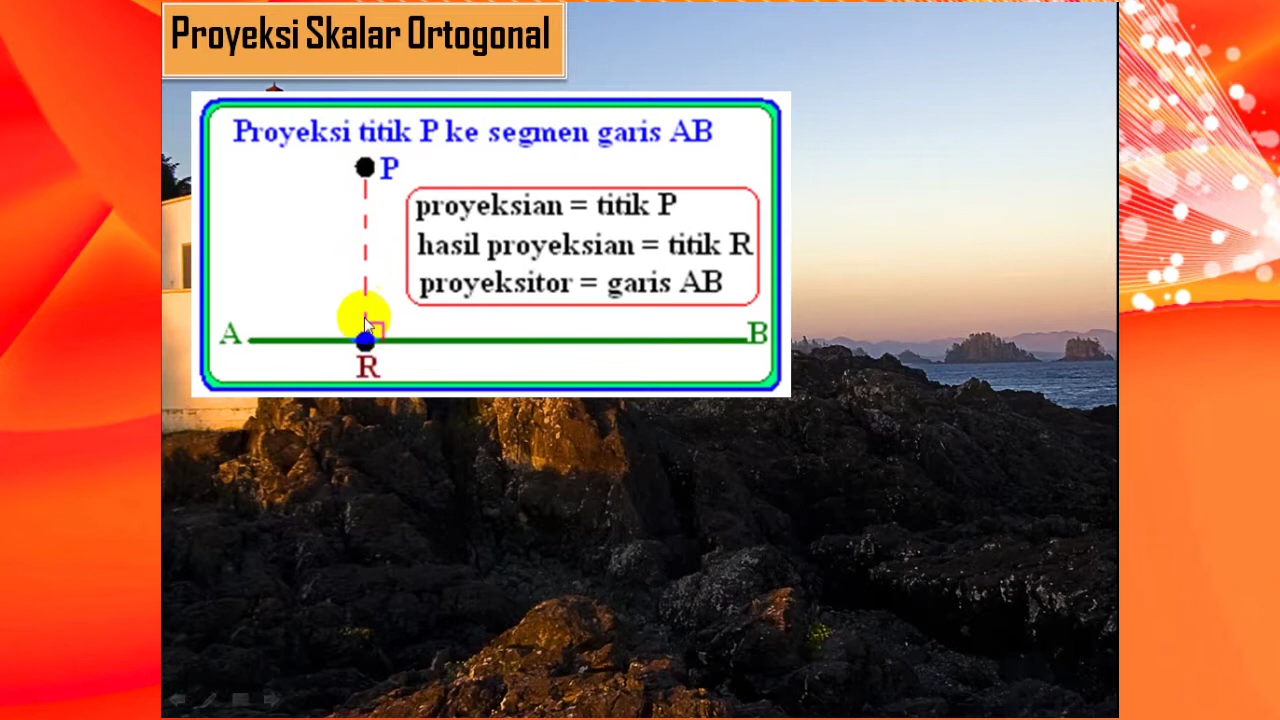 Proyeksi Skalar Ortogonal
Proyeksi titik P ke segmen garis AB
P
proyeksian = titik P
hasil proyeksian = titik R
proyeksitor = garis AB
A
B
R